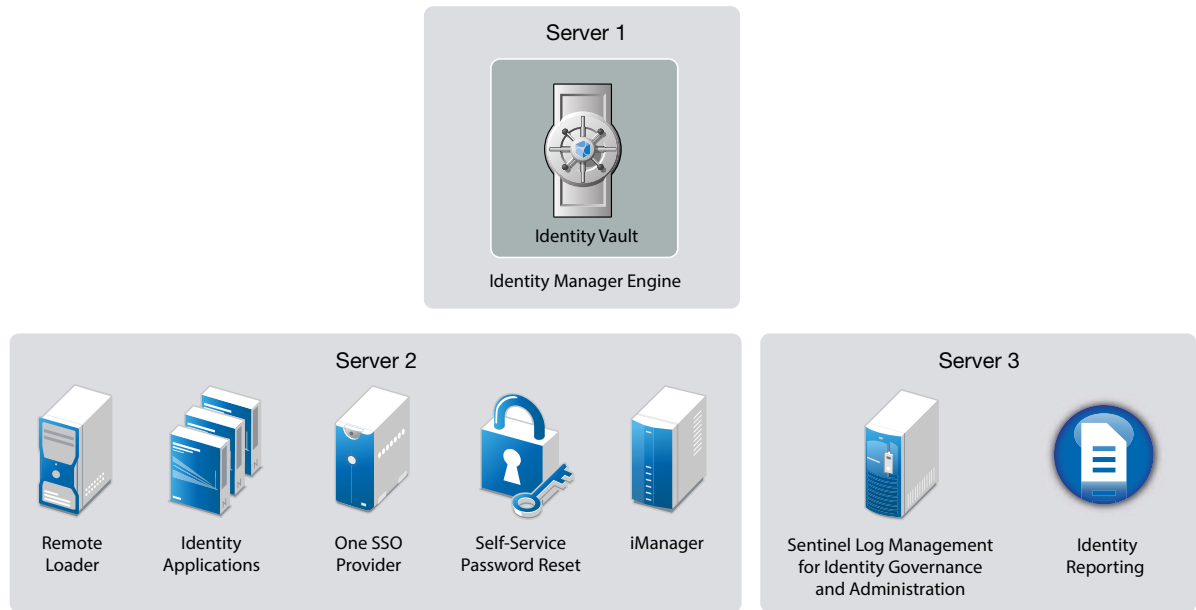 Server 1
Identity Vault
Identity Manager Engine
Server 2
Remote
Loader
Identity
Applications
One SSO
Provider
Self-Service
Password Reset
iManager
Server 3
Sentinel Log Management
for Identity Governance
and Administration
Identity
Reporting